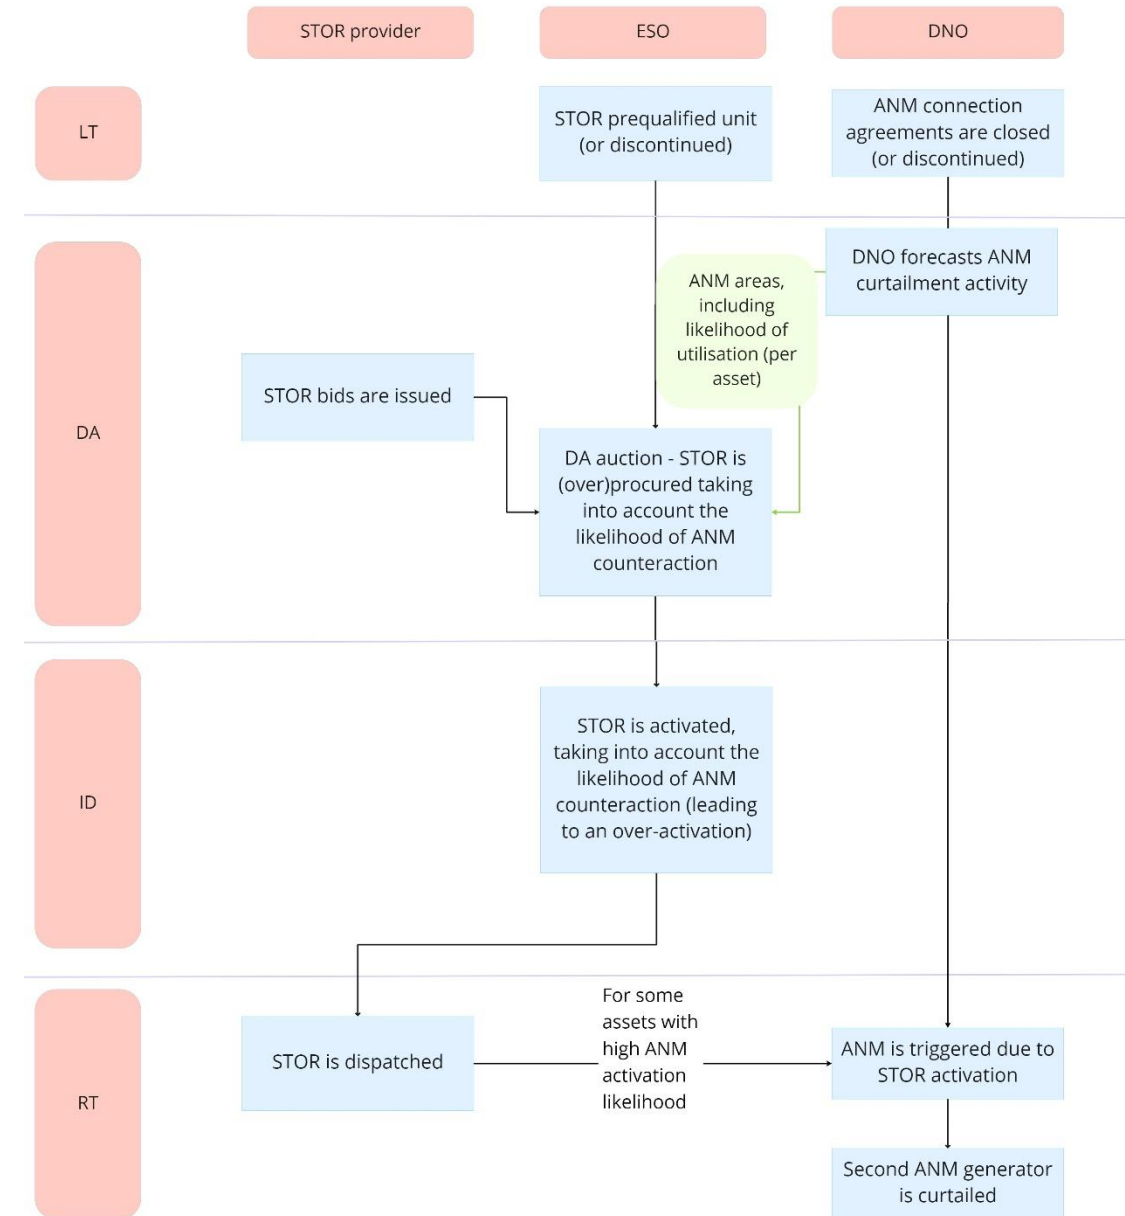 STOR provider
ESO
DNO
LT
STOR prequalified unit
(or discontinued)
ANM connection
agreements are closed
(or discontinued)
DA
DNO forecasts ANM
curtailment activity
ANM areas,
including
likelihood of
utilisation (per
asset)
STOR bids are issued
DA auction - STOR is
(over)procured taking
into account the
likelihood of ANM
counteraction
ID
STOR is activated,
taking into account the
likelihood of ANM
counteraction (leading
to an over-activation)
RT
STOR is dispatched
For some
assets with
high ANM
activation
likelihood
ANM is triggered due to
STOR activation
Second ANM generator
is curtailed